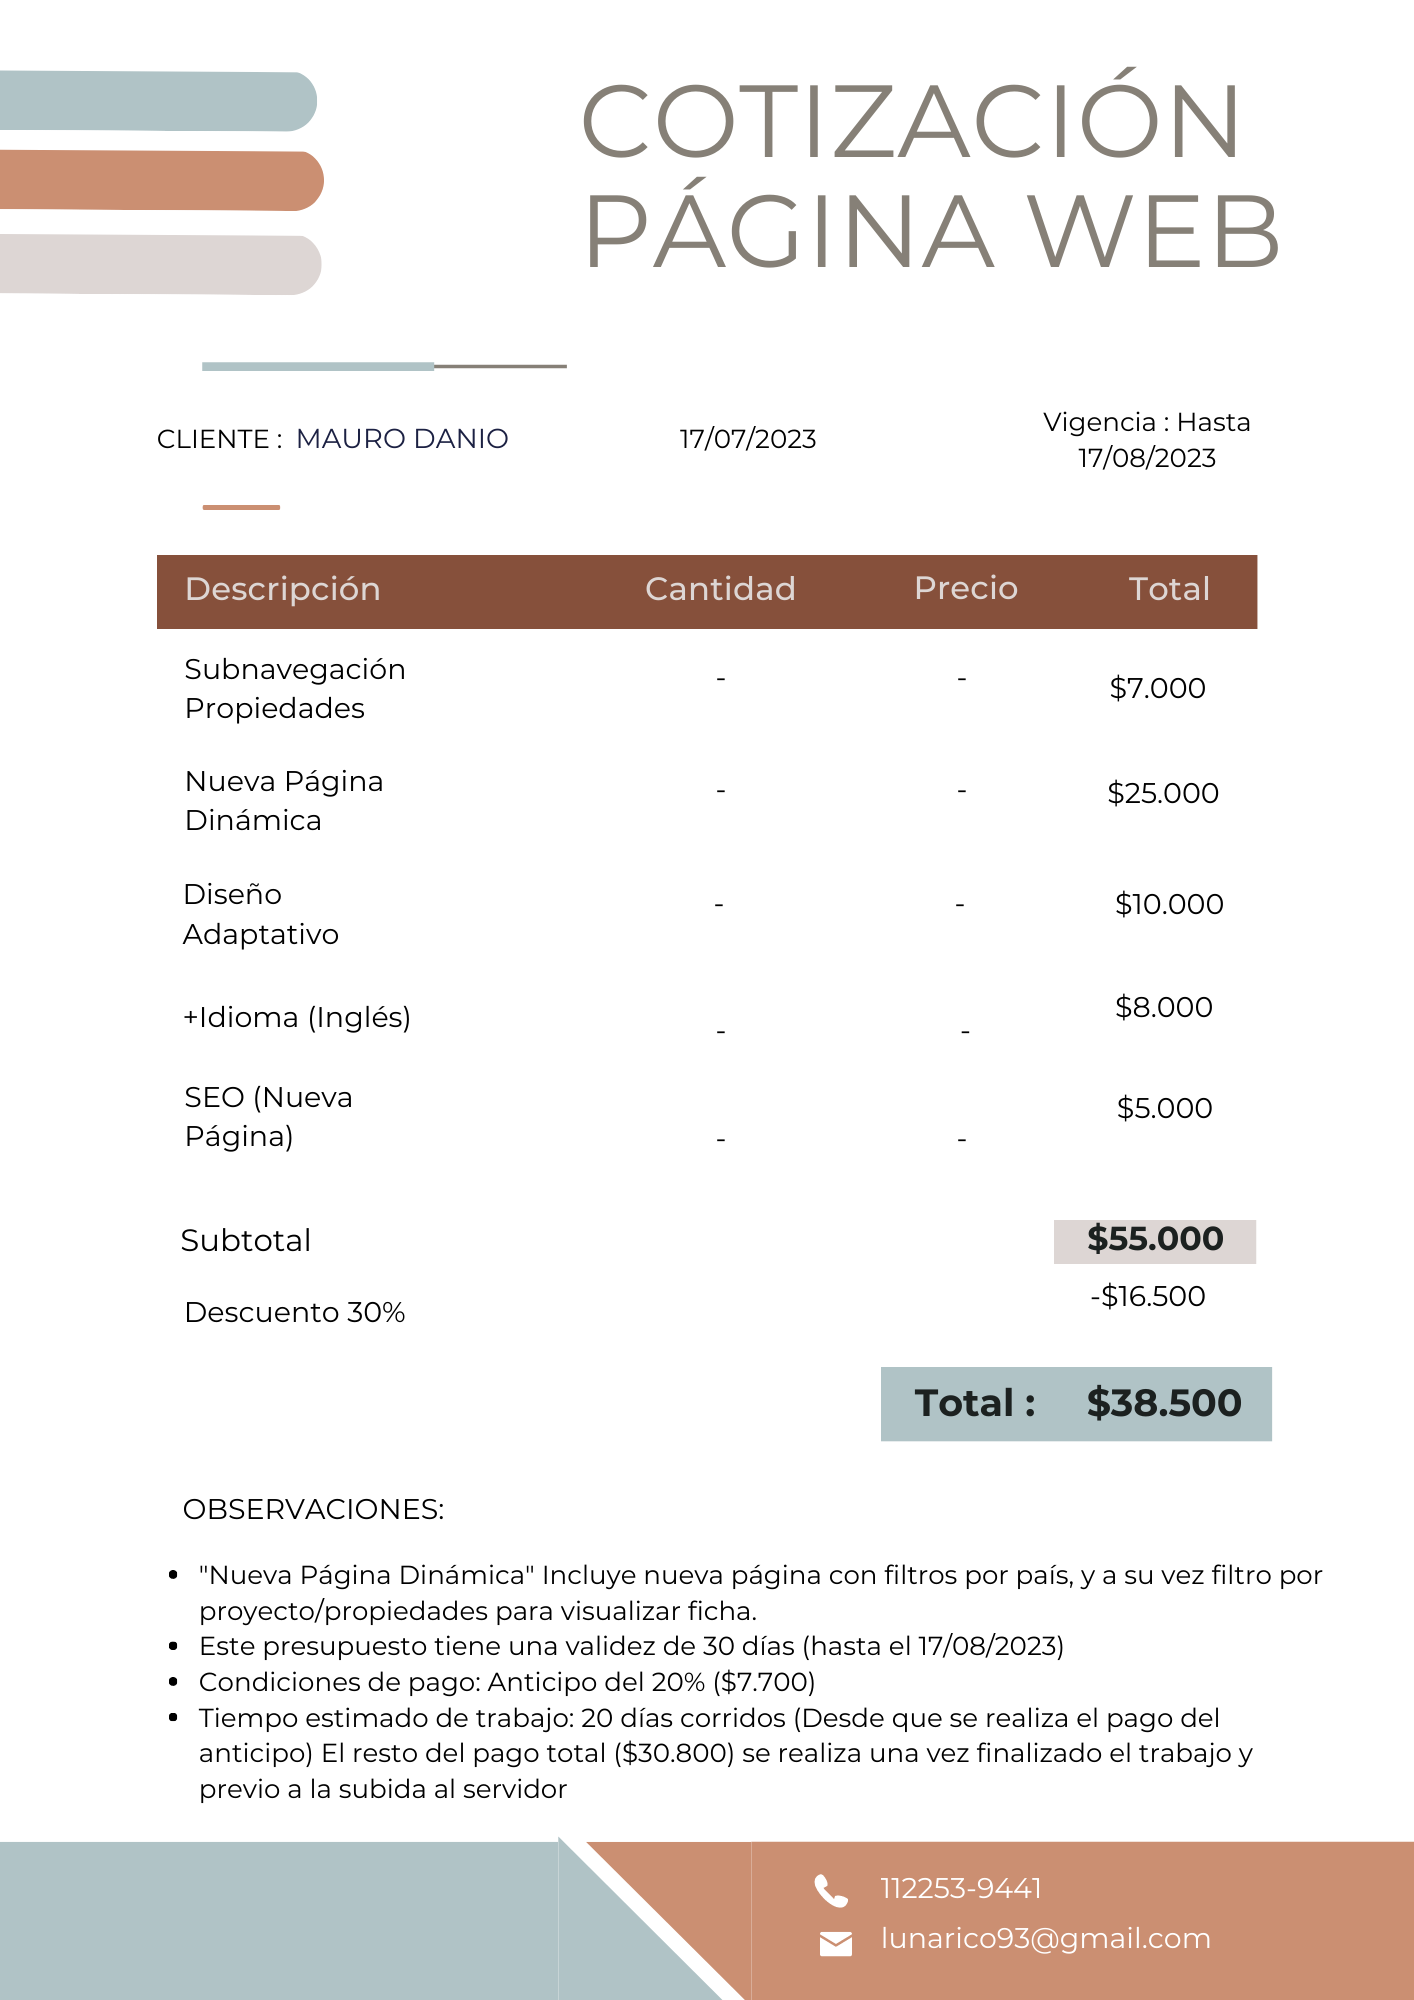 COTIZACIÓN
PÁGINA WEB
CLIENTE : MAURO DANIO
17/07/2023
Vigencia : Hasta
17/08/2023
Descripción Cantidad Precio Total
Subnavegación
Propiedades
- - $7.000
Nueva Página
Dinámica
- - $25.000
Diseño
Adaptativo
- - $10.000
+Idioma (Inglés) - - $8.000
SEO (Nueva
Página)
- - $5.000
Subtotal $55.000
Descuento 30% -$16.500
Total : $38.500
OBSERVACIONES:
• "Nueva Página Dinámica" Incluye nueva página con filtros por país, y a su vez filtro por
proyecto/propiedades para visualizar ficha.
• Este presupuesto tiene una validez de 30 días (hasta el 17/08/2023)
• Condiciones de pago: Anticipo del 20% ($7.700)
• Tiempo estimado de trabajo: 20 días corridos (Desde que se realiza el pago del
anticipo) El resto del pago total ($30.800) se realiza una vez finalizado el trabajo y
previo a la subida al servidor
112253-9441
lunarico93@gmail.com